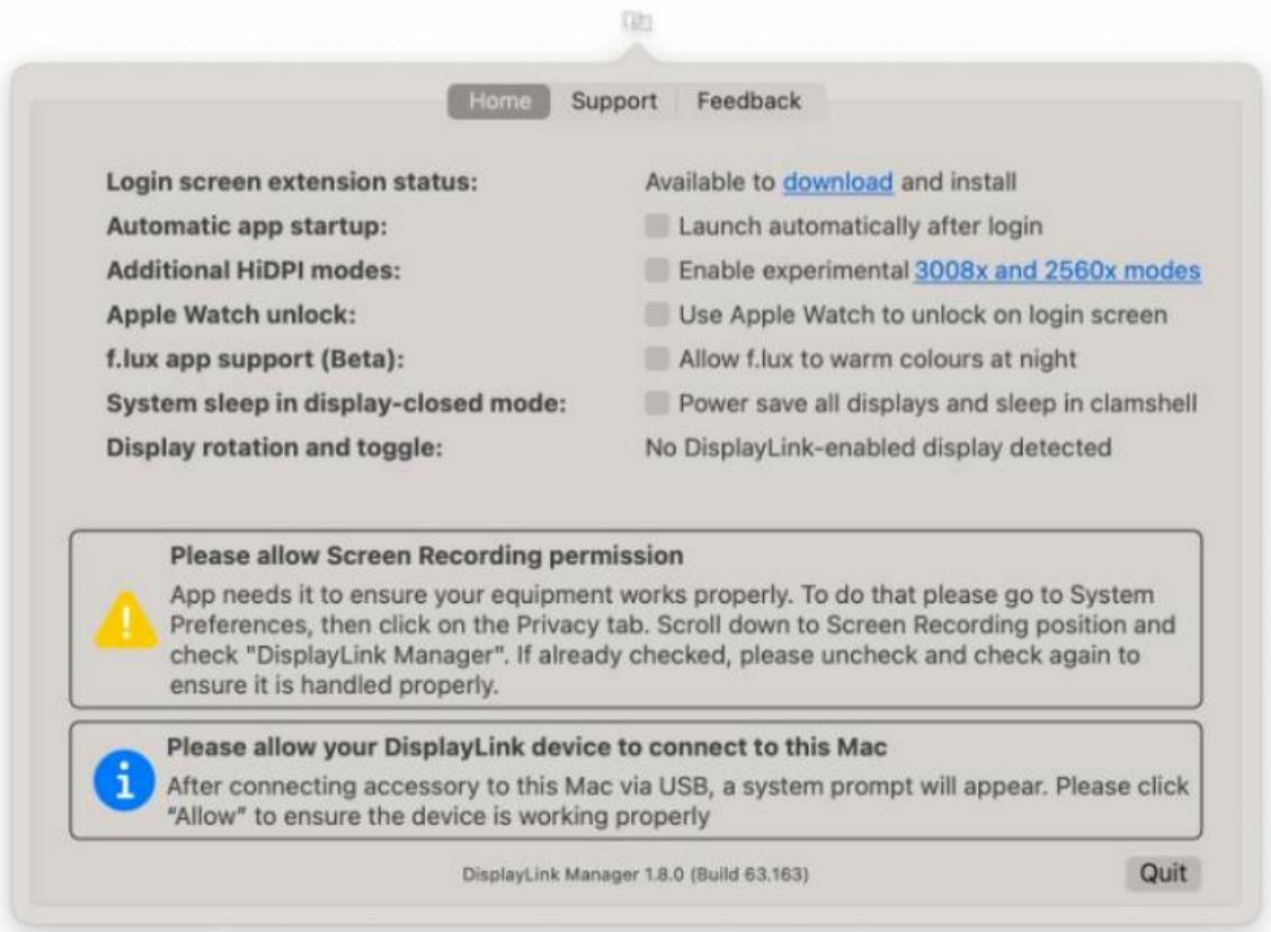 Home Support Feedback
Login screen extension status: Available to download and install
Automatic app startup: Launch automatically after login
Additional HiDPI modes: Enable experimental 3008x and 2560x modes
Apple Watch unlock: Use Apple Watch to unlock on login screen
f.lux app support (Beta): Allow f.lux to warm colours at night
System sleep in display-closed mode: Power save all displays and sleep in clamshell
Display rotation and toggle: No DisplayLink-enabled display detected
Please allow Screen Recording permission
App needs it to ensure your equipment works properly. To do that please go to System
Preferences, then click on the Privacy tab. Scroll down to Screen Recording position and
check "DisplayLink Manager". If already checked, please uncheck and check again to
ensure it is handled properly.
Please allow your DisplayLink device to connect to this Mac
After connecting accessory to this Mac via USB, a system prompt will appear. Please click
“Allow” to ensure the device is working properly
DisplayLink Manager 1.8.0 (Build 63.163)
Quit